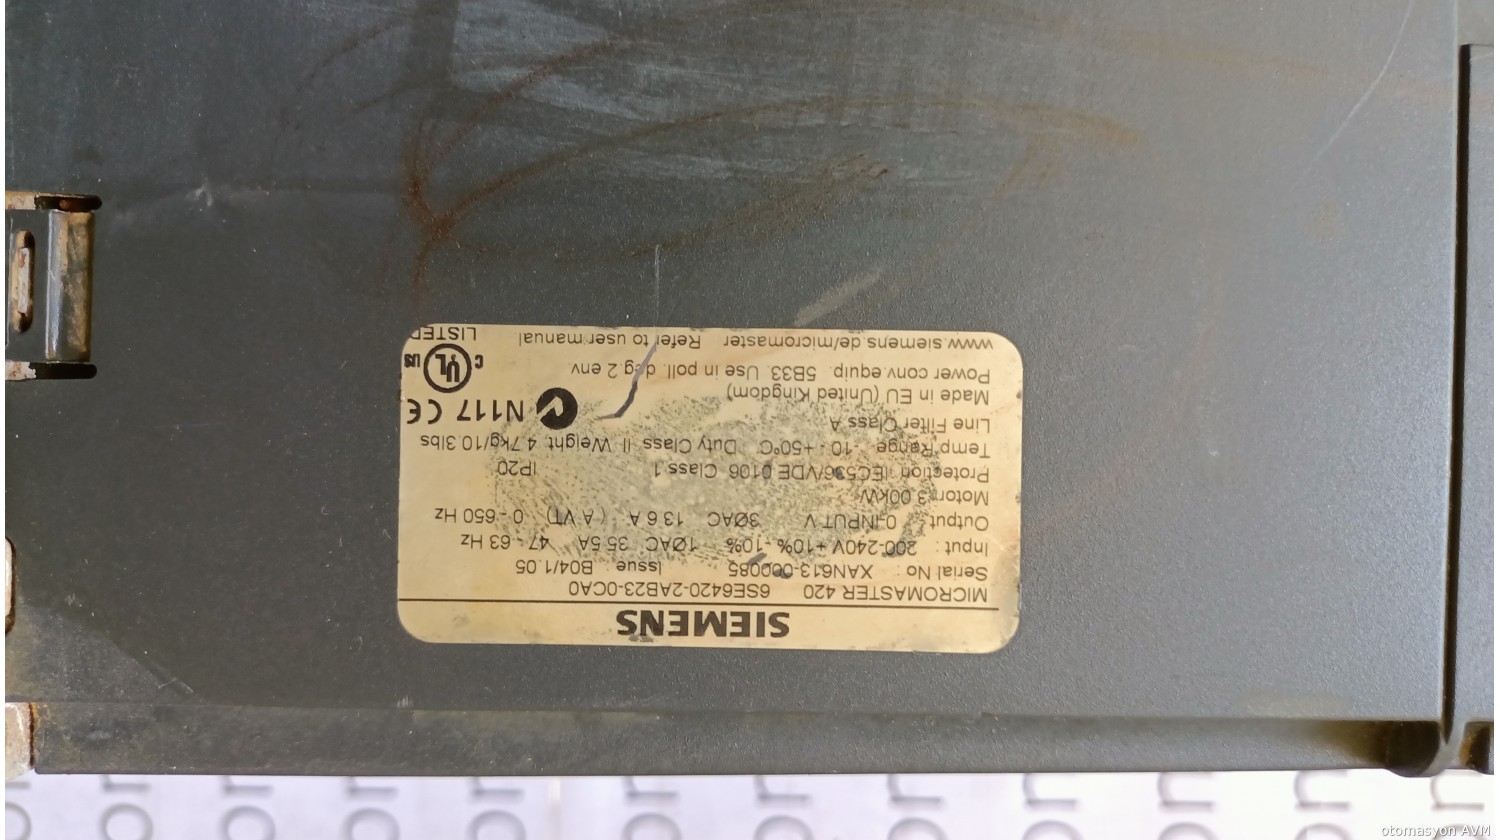 SIEMENS
MICROMASTER 420 6SE6420-2AB23-0CA0
Serial No : XAN613-000085 Issue : B04/1.05
Input : 200-240V +10% -10% 1ØAC 35.5A 47 - 63 Hz
Output : 0-INPUT V 3ØAC 13.6 A ( A VT) 0 - 650 Hz
Motor: 3.00kW
Protection : IEC536/VDE 0106 Class 1 IP20
Temp Range -10 - +50°C Duty Class II Weight 4.7kg/10.3lbs
Line Filter Class A
Made in EU (United Kingdom)
N117 CE
Power conv.equip. 5B33 Use in poll. deg.2 env
C UL US
www.siemens.de/micromaster Refer to user manual
LISTED
otomasyon AVM